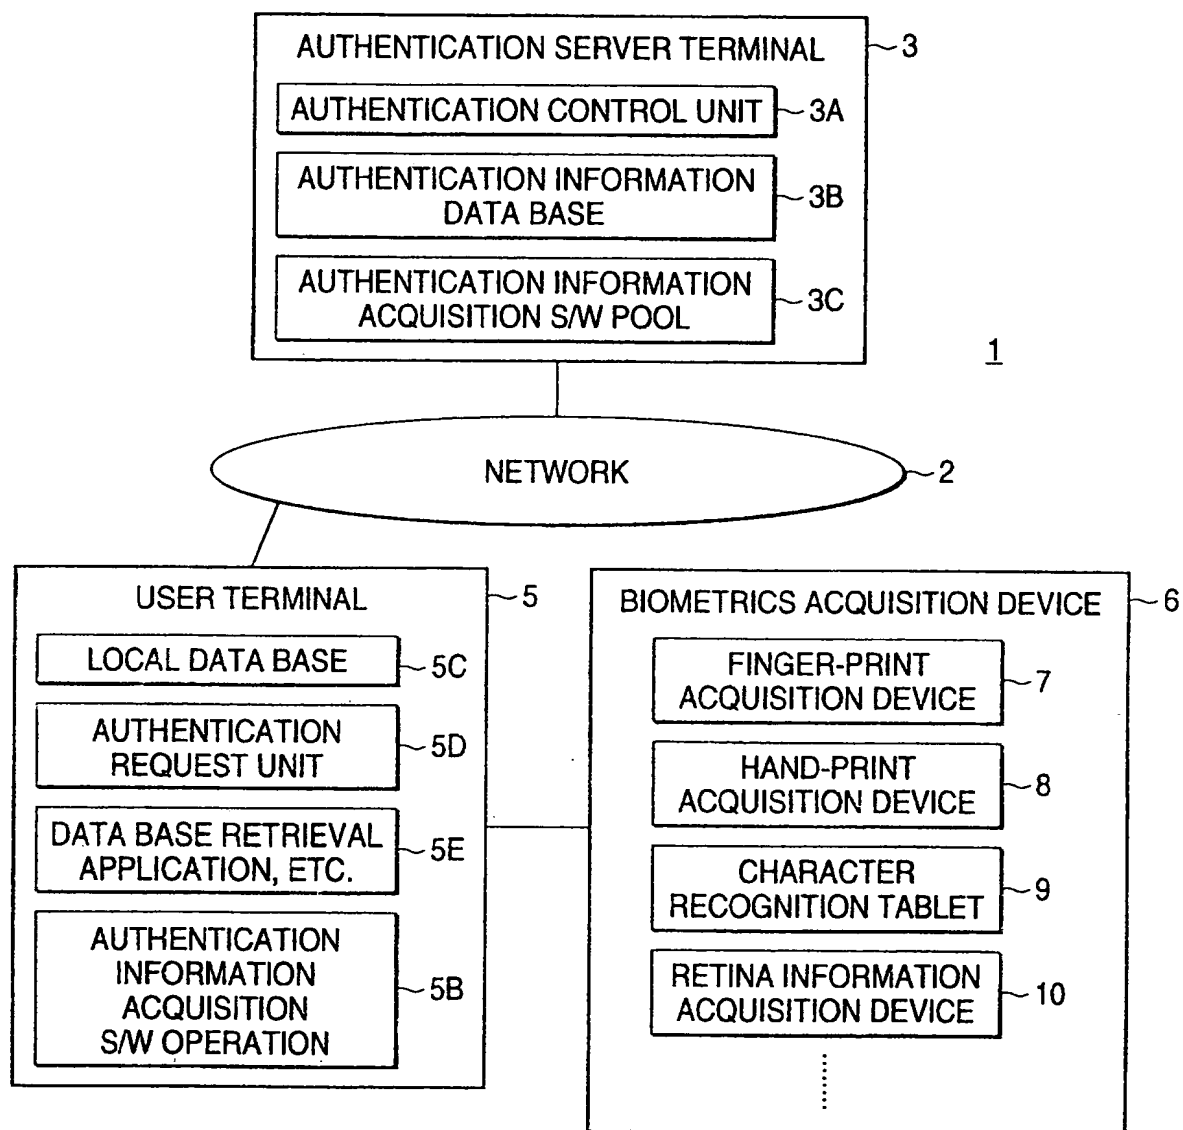 AUTHENTICATION SERVER TERMINAL
3
AUTHENTICATION CONTROL UNIT
3A
AUTHENTICATION INFORMATION
DATA BASE
3B
AUTHENTICATION INFORMATION
ACQUISITION S/W POOL
3C
1
NETWORK
2
USER TERMINAL
5
LOCAL DATA BASE
5C
AUTHENTICATION
REQUEST UNIT
5D
DATA BASE RETRIEVAL
APPLICATION, ETC.
5E
AUTHENTICATION
INFORMATION
ACQUISITION
S/W OPERATION
5B
BIOMETRICS ACQUISITION DEVICE
6
FINGER-PRINT
ACQUISITION DEVICE
7
HAND-PRINT
ACQUISITION DEVICE
8
CHARACTER
RECOGNITION TABLET
9
RETINA INFORMATION
ACQUISITION DEVICE
10